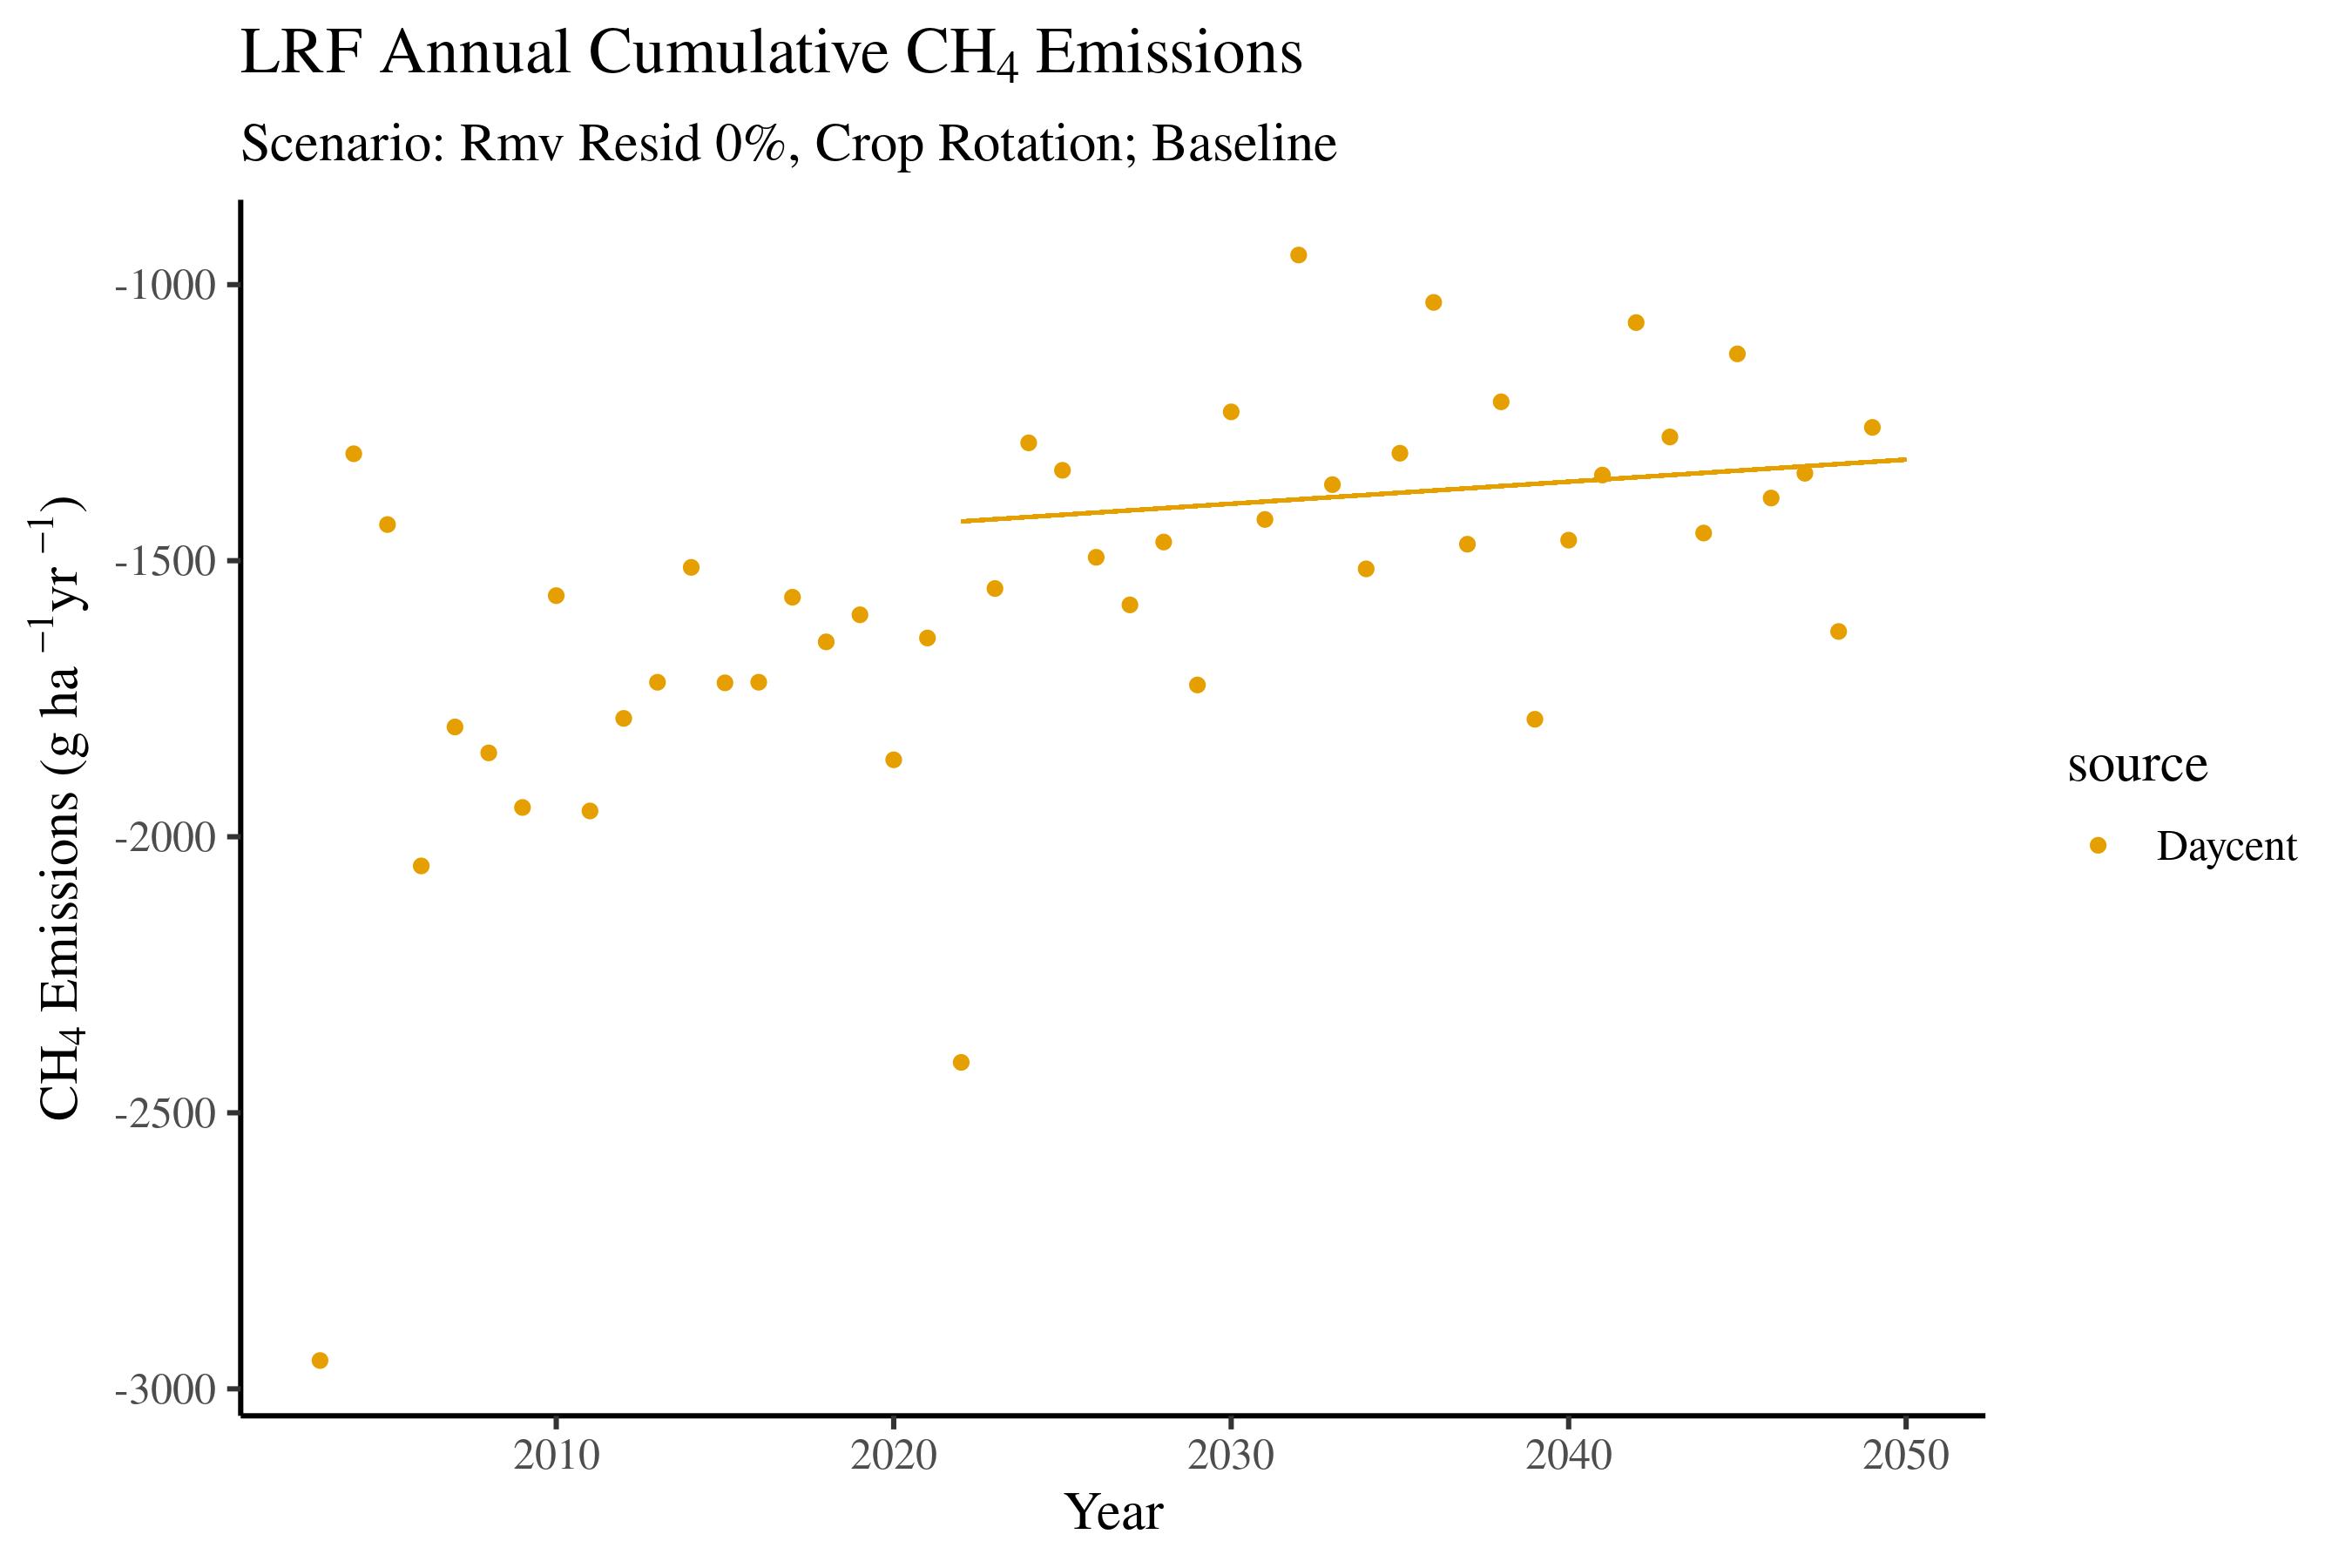 LRF Annual Cumulative CH₄ Emissions
Scenario: Rmv Resid 0%, Crop Rotation; Baseline
CH₄ Emissions (g ha ⁻¹yr ⁻¹)
-1000
-1500
-2000
-2500
-3000
2010 2020 2030 2040 2050
Year
source
Daycent